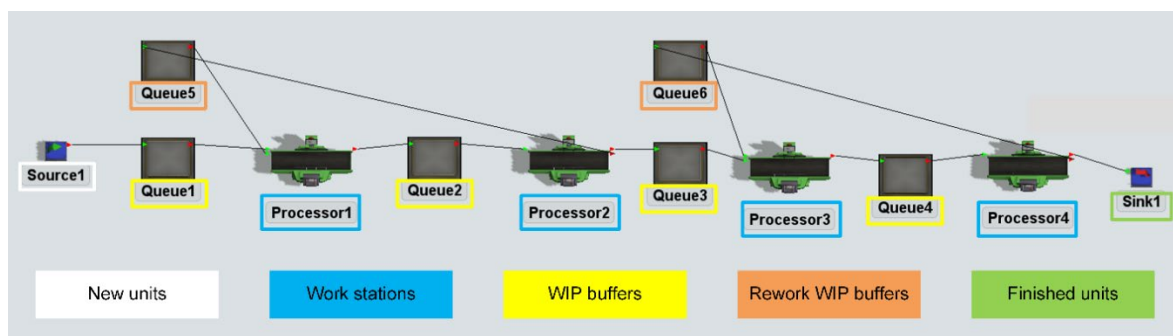 Queue5
Queue6
Source1
Queue1
Processor1
Queue2
Processor2
Queue3
Processor3
Queue4
Processor4
Sink1
New units
Work stations
WIP buffers
Rework WIP buffers
Finished units